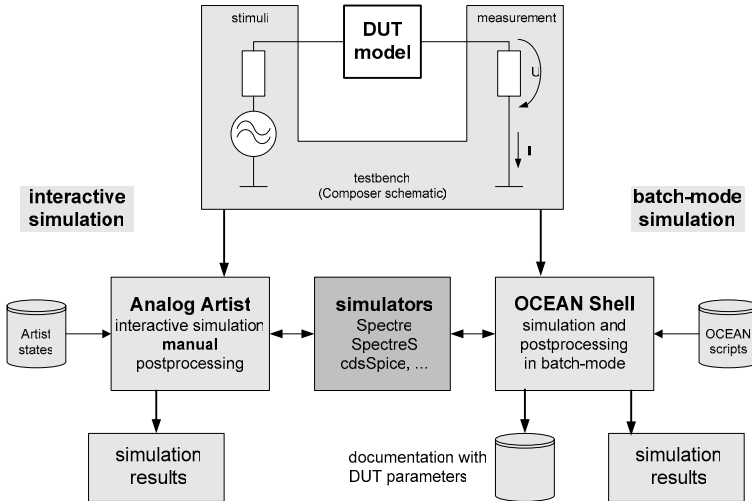 stimuli
DUT
model
measurement
U
I
testbench
(Composer schematic)
interactive
simulation
batch-mode
simulation
Artist
states
Analog Artist
interactive simulation
manual
postprocessing
simulators
Spectre
SpectreS
cdsSpice, ...
OCEAN Shell
simulation and
postprocessing
in batch-mode
OCEAN
scripts
simulation
results
documentation with
DUT parameters
simulation
results